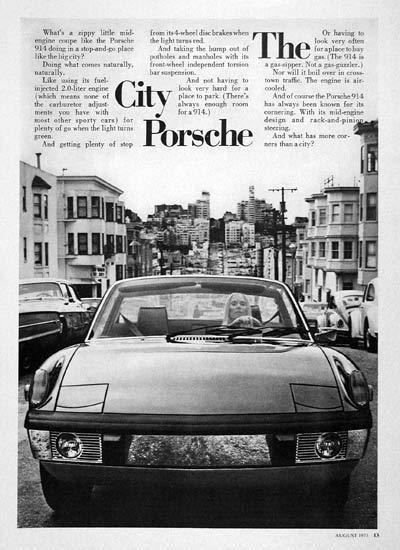 What's a zippy little mid-
engine coupe like the Porsche
914 doing in a stop-and-go place
like the big city?
Doing what comes naturally,
naturally.
Like using its fuel-
injected 2.0-liter engine
(which means none of
the carburetor adjust-
ments you have with
most other sporty cars) for
plenty of go when the light turns
green.
And getting plenty of stop
from its 4-wheel disc brakes when
the light turns red.
And taking the bump out of
potholes and manholes with its
front-wheel independent torsion
bar suspension.
And not having to
look very hard for a
place to park. (There's
always enough room
for a 914.)
Or having to
look very often
for a place to buy
gas. (The 914 is
a gas-sipper. Not a gas-guzzler.)
Nor will it boil over in cross-
town traffic. The engine is air-
cooled.
And of course the Porsche 914
has always been known for its
cornering. With its mid-engine
design and rack-and-pinion
steering.
And what has more cor-
ners than a city?
The
City
Porsche
AUGUST 1973 13